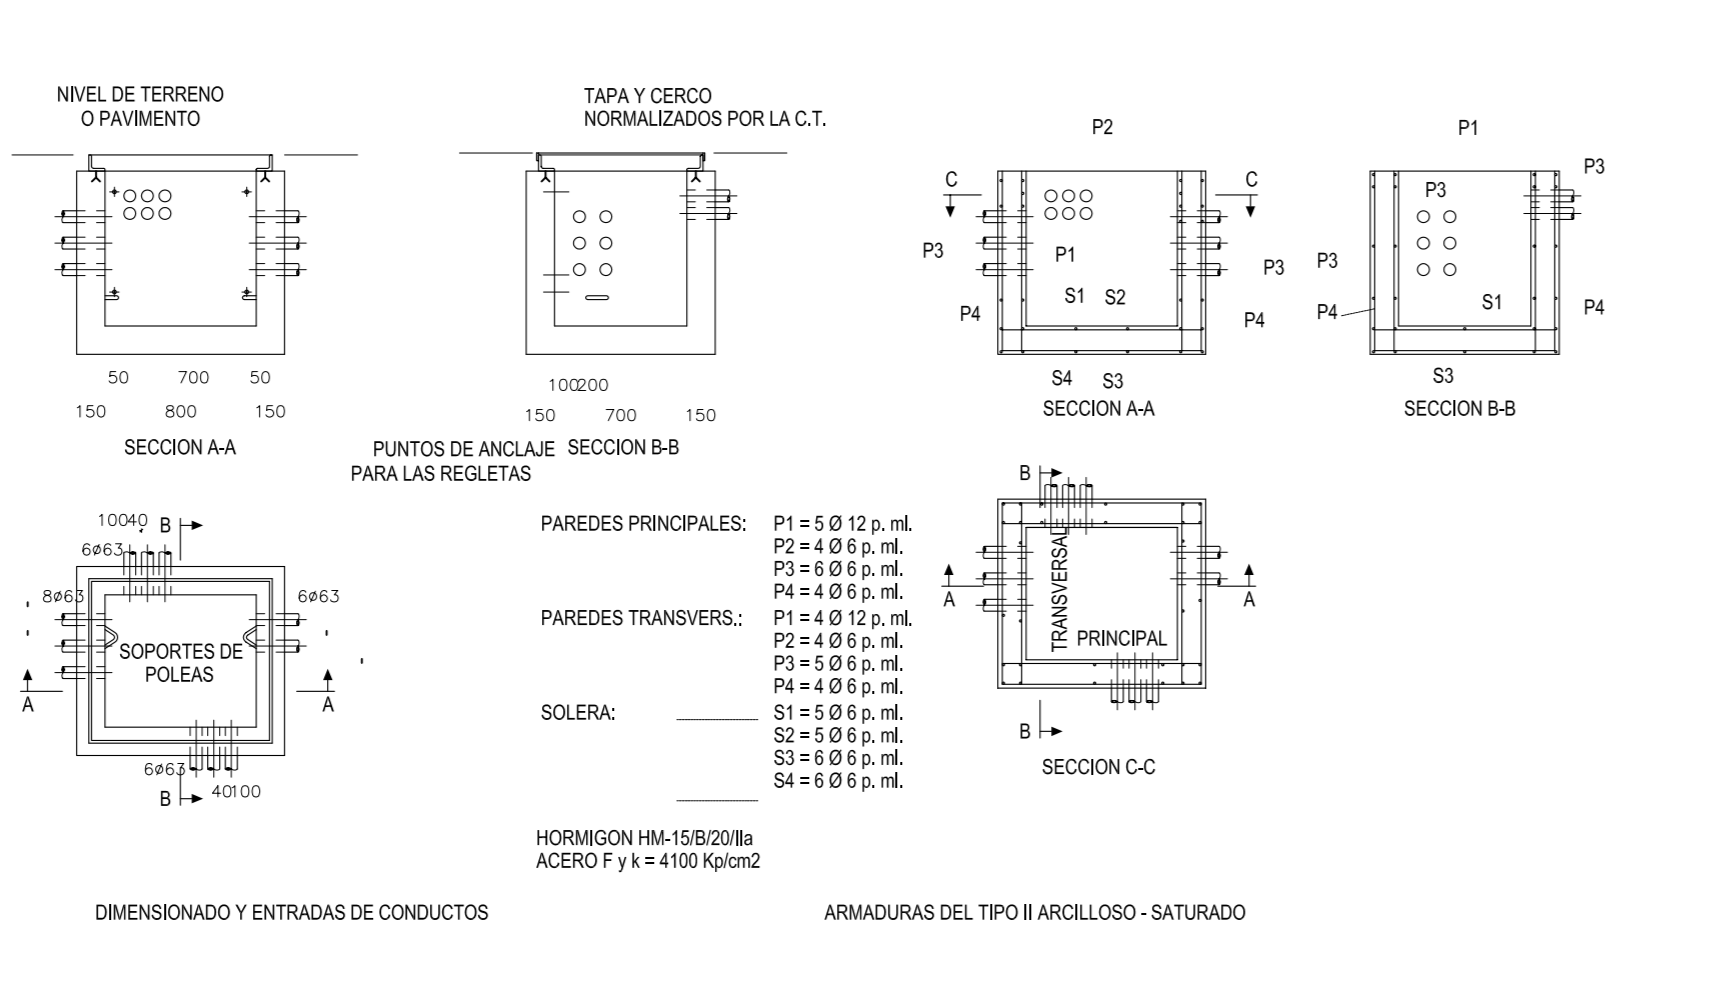 NIVEL DE TERRENO
O PAVIMENTO
TAPA Y CERCO
NORMALIZADOS POR LA C.T.
50 700 50
150 800 150
SECCION A-A
100200
150 700 150
SECCION B-B
PUNTOS DE ANCLAJE
PARA LAS REGLETAS
P2
C C
P3
P1
P3
S1 S2
P4
P4
S4 S3
SECCION A-A
P1
P3
P3
P3
S1
P4
P4
S3
SECCION B-B
10040 B
6ø63
8ø63 6ø63
SOPORTES DE
POLEAS
A A
6ø63
B 40100
PAREDES PRINCIPALES: P1 = 5 Ø 12 p. ml.
P2 = 4 Ø 6 p. ml.
P3 = 6 Ø 6 p. ml.
P4 = 4 Ø 6 p. ml.
PAREDES TRANSVERS.: P1 = 4 Ø 12 p. ml.
P2 = 4 Ø 6 p. ml.
P3 = 5 Ø 6 p. ml.
P4 = 4 Ø 6 p. ml.
SOLERA: S1 = 5 Ø 6 p. ml.
S2 = 5 Ø 6 p. ml.
S3 = 6 Ø 6 p. ml.
S4 = 6 Ø 6 p. ml.
HORMIGON HM-15/B/20/IIa
ACERO F y k = 4100 Kp/cm2
B
TRANSVERSAL
A A
PRINCIPAL
B
SECCION C-C
DIMENSIONADO Y ENTRADAS DE CONDUCTOS
ARMADURAS DEL TIPO II ARCILLOSO - SATURADO